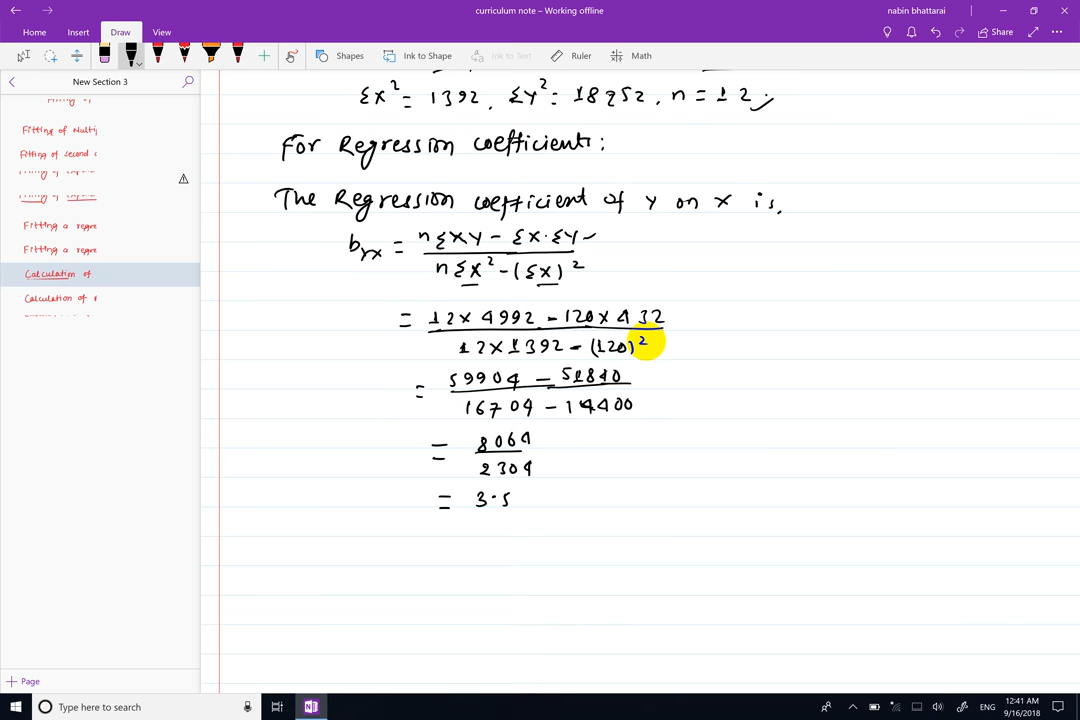 curriculum note – Working offline
nabin bhattarai
Home Insert Draw View
Share
Shapes Ink to Shape Ink to Text Ruler Math
New Section 3
Fitting of Multip
Fitting of second d
Fitting a regre
Fitting a regre
Calculation of
Calculation of
+ Page
Σx² = 1392, Σy² = 18252, n = 12
For Regression coefficient:
The Regression coefficient of Y on X is,
bYX = nΣXY - ΣX·ΣY / nΣX² - (ΣX)²
= 12×4992 - 120×432 / 12×1392 - (120)²
= 59904 - 51840 / 16704 - 14400
= 8064 / 2304
= 3.5
Type here to search
ENG
12:41 AM
9/16/2018